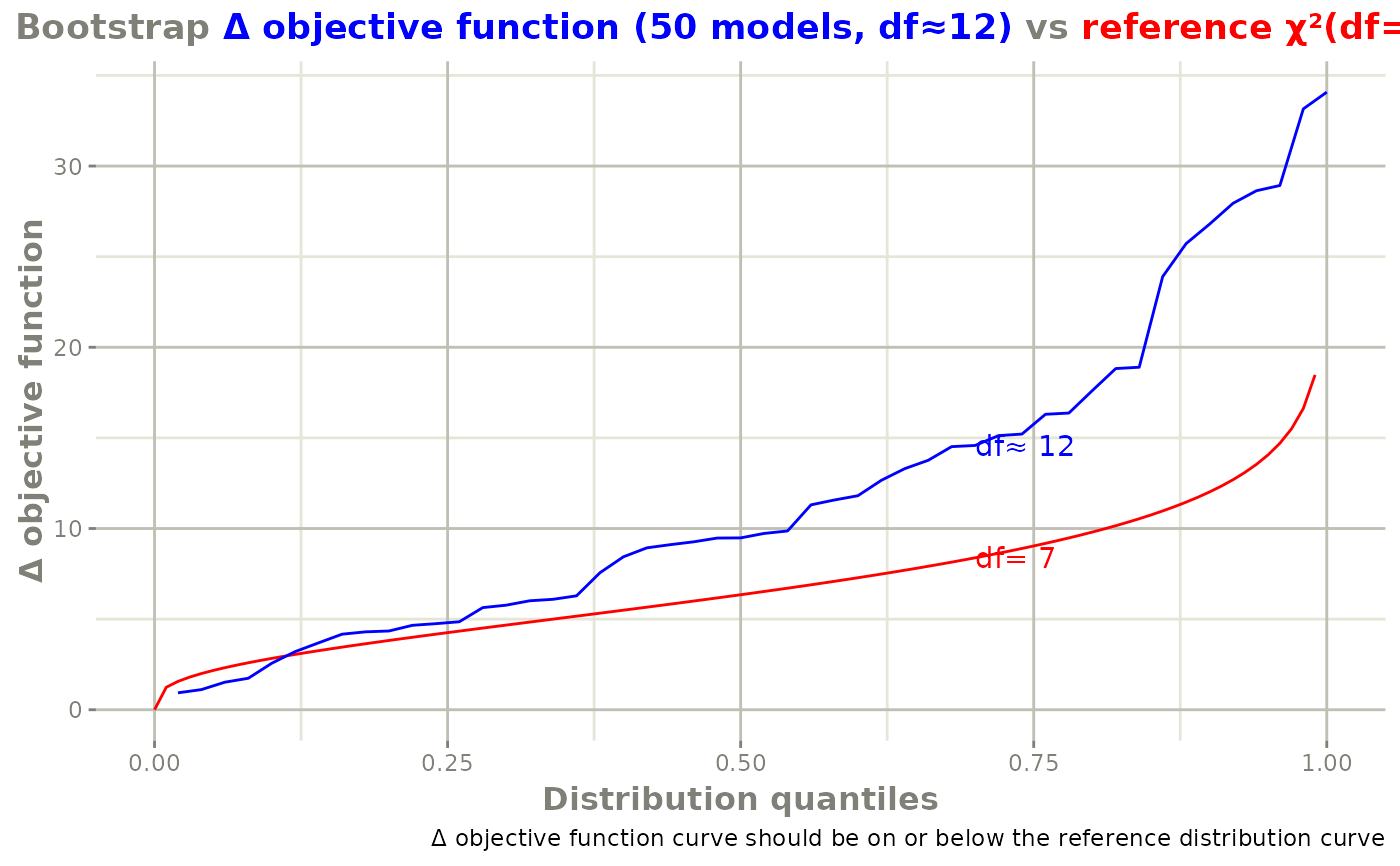 Bootstrap Δ objective function (50 models, df≈12) vs reference χ²(df=
Δ objective function
30
20
10
0
df≈ 12
df= 7
0.00 0.25 0.50 0.75 1.00
Distribution quantiles
Δ objective function curve should be on or below the reference distribution curve